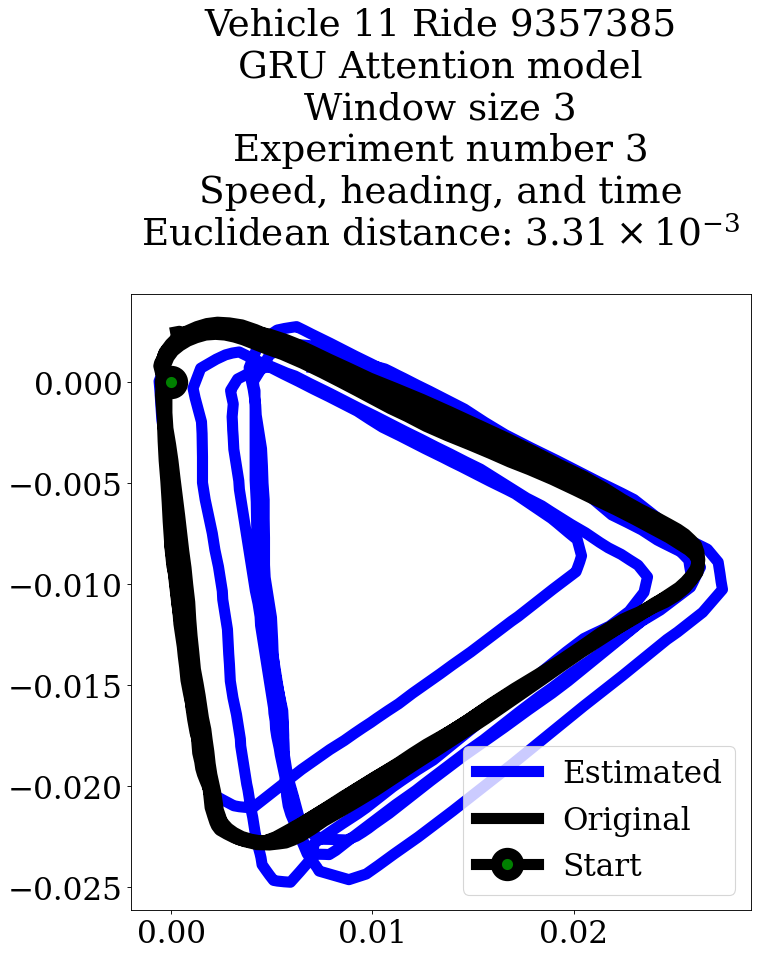 Vehicle 11 Ride 9357385
GRU Attention model
Window size 3
Experiment number 3
Speed, heading, and time
Euclidean distance: 3.31 × 10⁻³
0.000
−0.005
−0.010
−0.015
−0.020
−0.025
Estimated
Original
Start
0.00 0.01 0.02